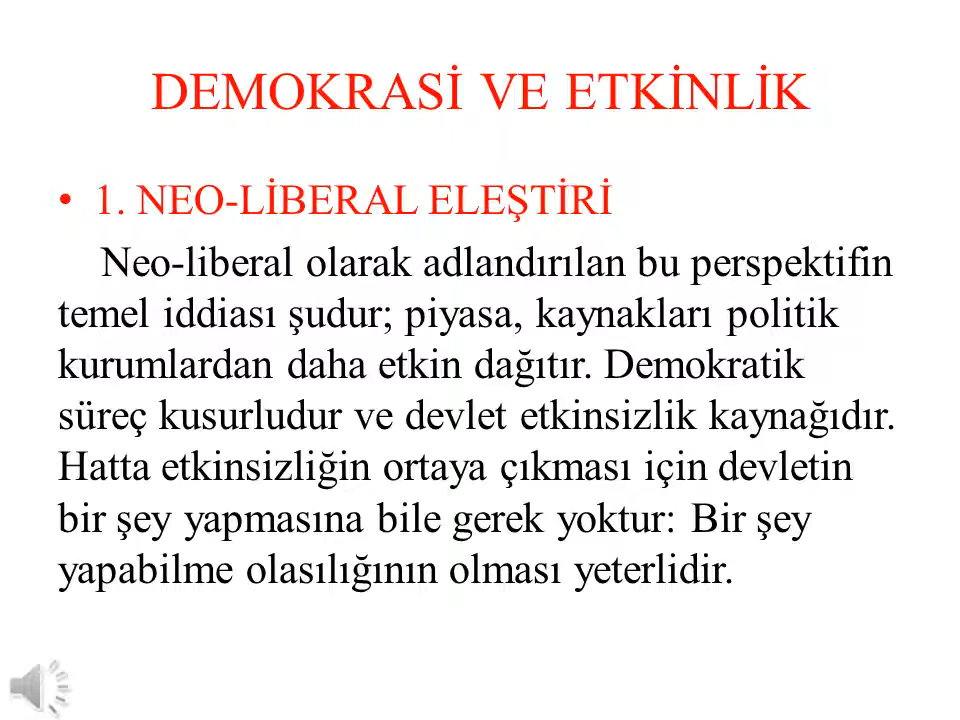 DEMOKRASİ VE ETKİNLİK
• 1. NEO-LİBERAL ELEŞTİRİ
Neo-liberal olarak adlandırılan bu perspektifin
temel iddiası şudur; piyasa, kaynakları politik
kurumlardan daha etkin dağıtır. Demokratik
süreç kusurludur ve devlet etkinsizlik kaynağıdır.
Hatta etkinsizliğin ortaya çıkması için devletin
bir şey yapmasına bile gerek yoktur: Bir şey
yapabilme olasılığının olması yeterlidir.